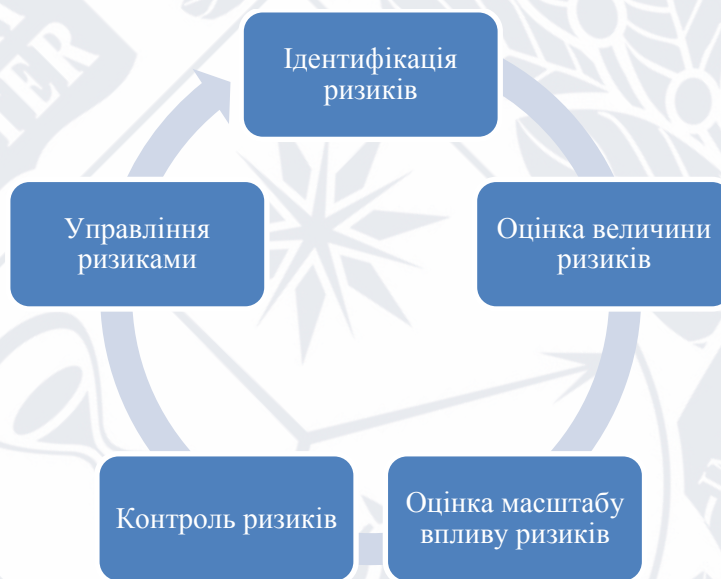 Ідентифікація
ризиків
Оцінка величини
ризиків
Оцінка масштабу
впливу ризиків
Контроль ризиків
Управління
ризиками